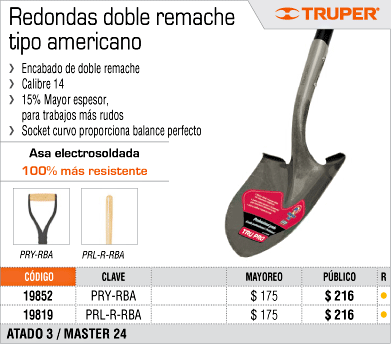 Redondas doble remache
tipo americano
TRUPER®
Encabado de doble remache
Calibre 14
15% Mayor espesor,
para trabajos más rudos
Socket curvo proporciona balance perfecto
Asa electrosoldada
100% más resistente
TRU PRO
PRY-RBA PRL-R-RBA
CÓDIGO CLAVE MAYOREO PÚBLICO R
19852 PRY-RBA $ 175 $ 216
19819 PRL-R-RBA $ 175 $ 216
ATADO 3 / MASTER 24